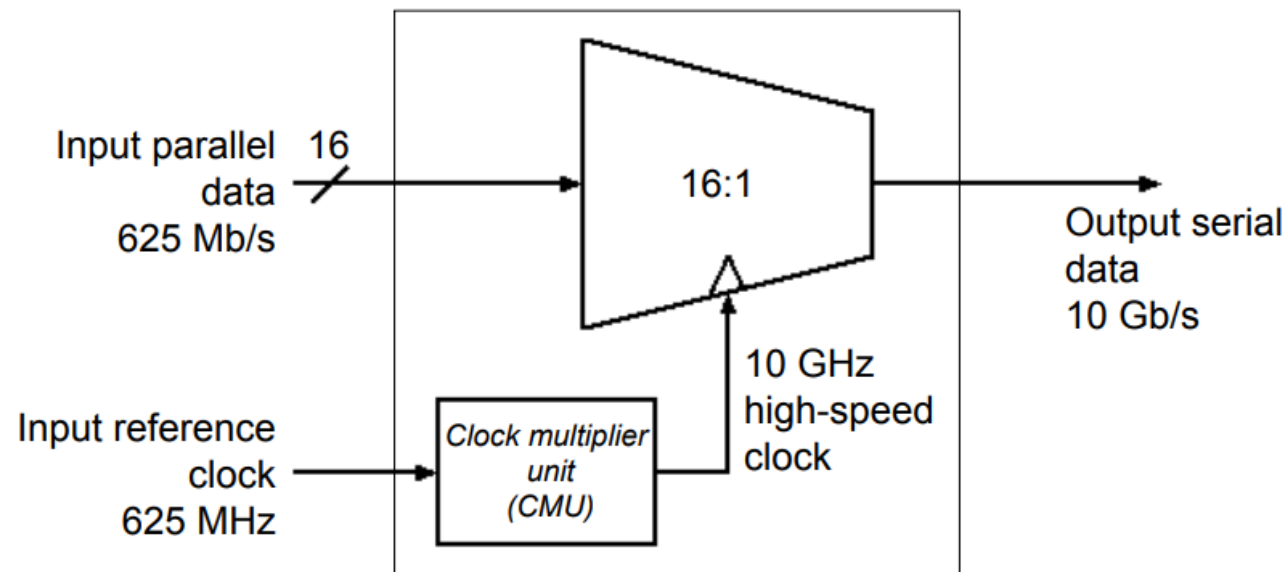 Input parallel
data
625 Mb/s
16
16:1
Output serial
data
10 Gb/s
10 GHz
high-speed
clock
Input reference
clock
625 MHz
Clock multiplier
unit
(CMU)